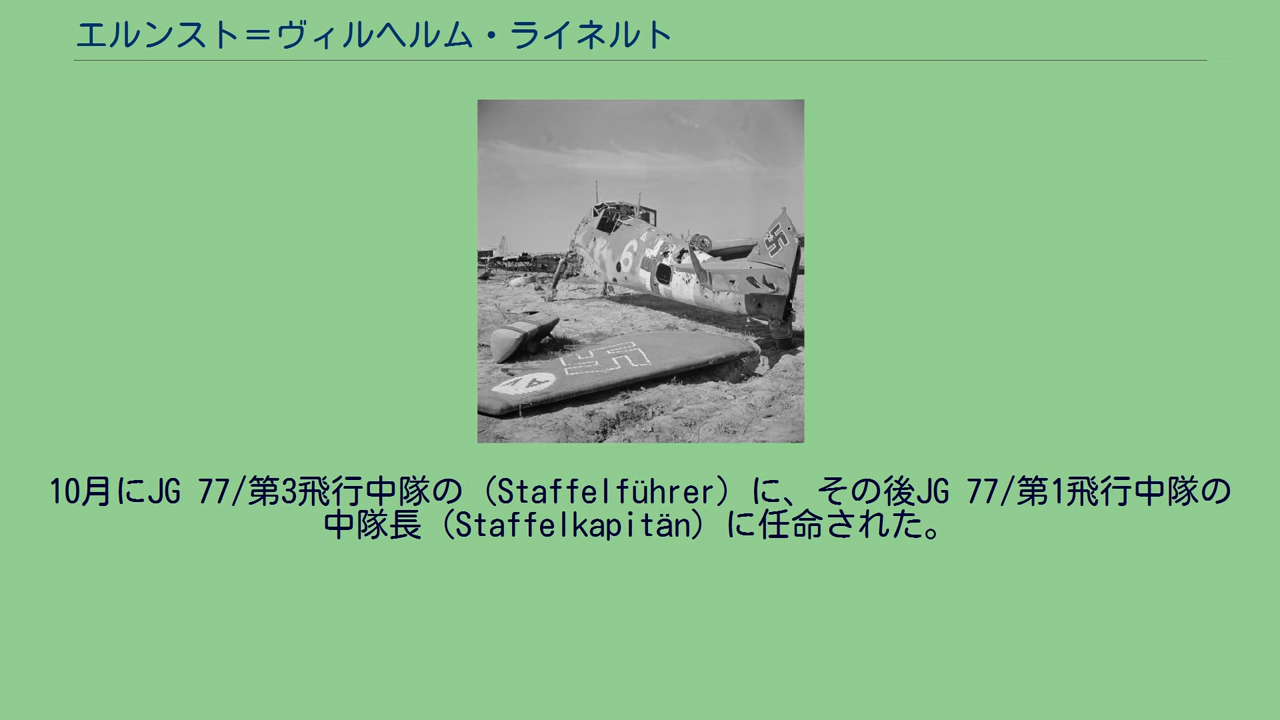 エルンスト＝ヴィルヘルム・ライネルト
6
10月にJG 77/第3飛行中隊の（Staffelführer）に、その後JG 77/第1飛行中隊の
中隊長（Staffelkapitän）に任命された。